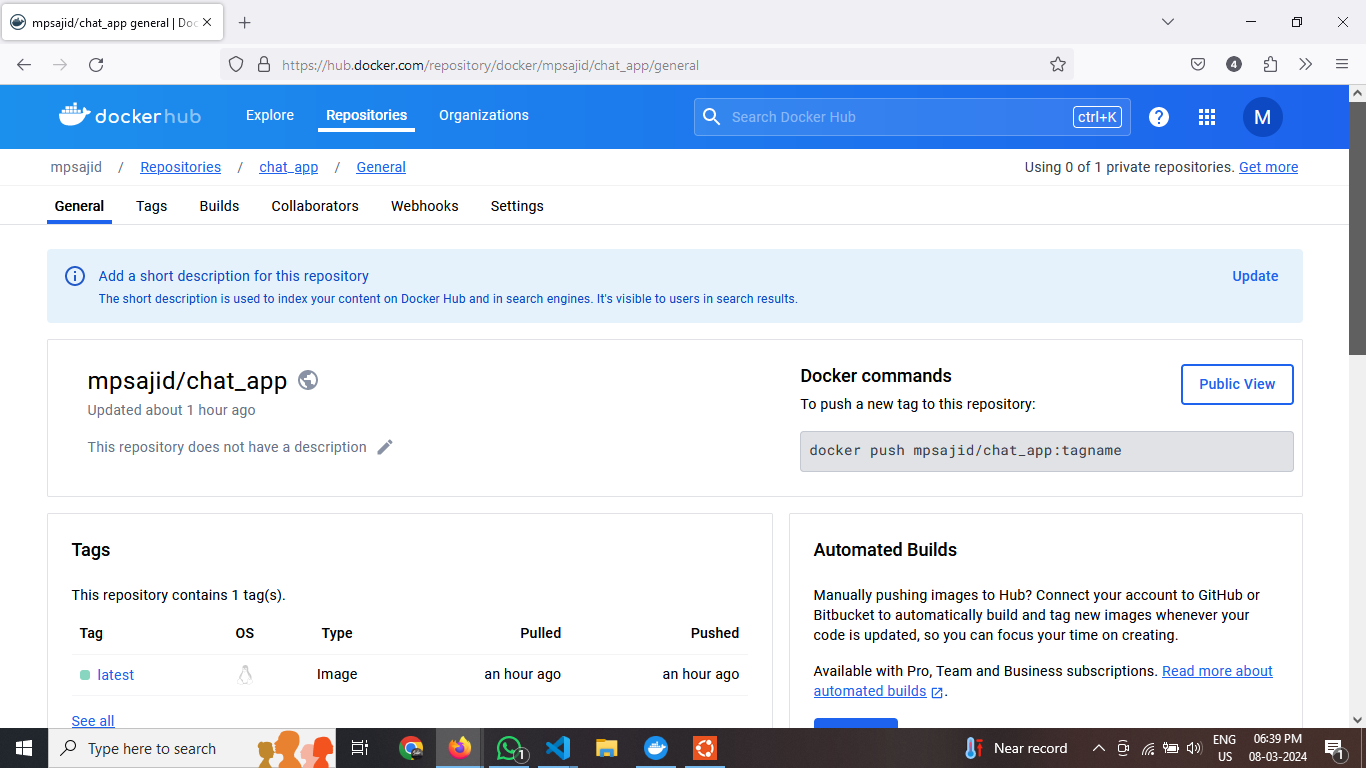 mpsajid/chat_app general | Doc
https://hub.docker.com/repository/docker/mpsajid/chat_app/general
4
dockerhub
Explore
Repositories
Organizations
Search Docker Hub
ctrl+K
?
M
mpsajid / Repositories / chat_app / General
Using 0 of 1 private repositories. Get more
General
Tags
Builds
Collaborators
Webhooks
Settings
Add a short description for this repository
Update
The short description is used to index your content on Docker Hub and in search engines. It's visible to users in search results.
mpsajid/chat_app
Updated about 1 hour ago
This repository does not have a description
Docker commands
Public View
To push a new tag to this repository:
docker push mpsajid/chat_app:tagname
Tags
This repository contains 1 tag(s).
Tag OS Type Pulled Pushed
latest Image an hour ago an hour ago
See all
Automated Builds
Manually pushing images to Hub? Connect your account to GitHub or
Bitbucket to automatically build and tag new images whenever your
code is updated, so you can focus your time on creating.
Available with Pro, Team and Business subscriptions. Read more about
automated builds .
Type here to search
1
Near record
ENG
US
06:39 PM
08-03-2024
1